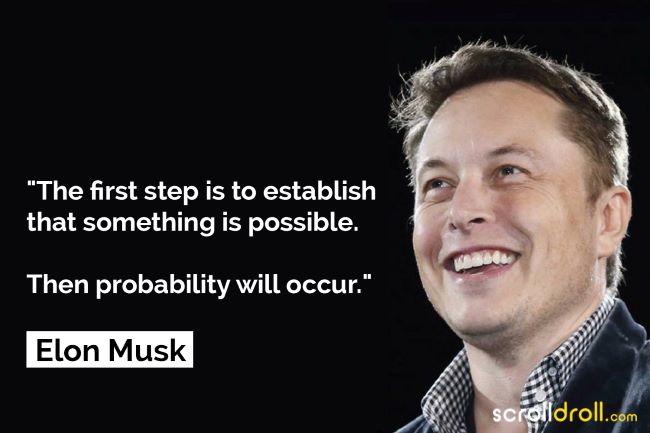 "The first step is to establish
that something is possible.
Then probability will occur."
Elon Musk
scrolldroll.com